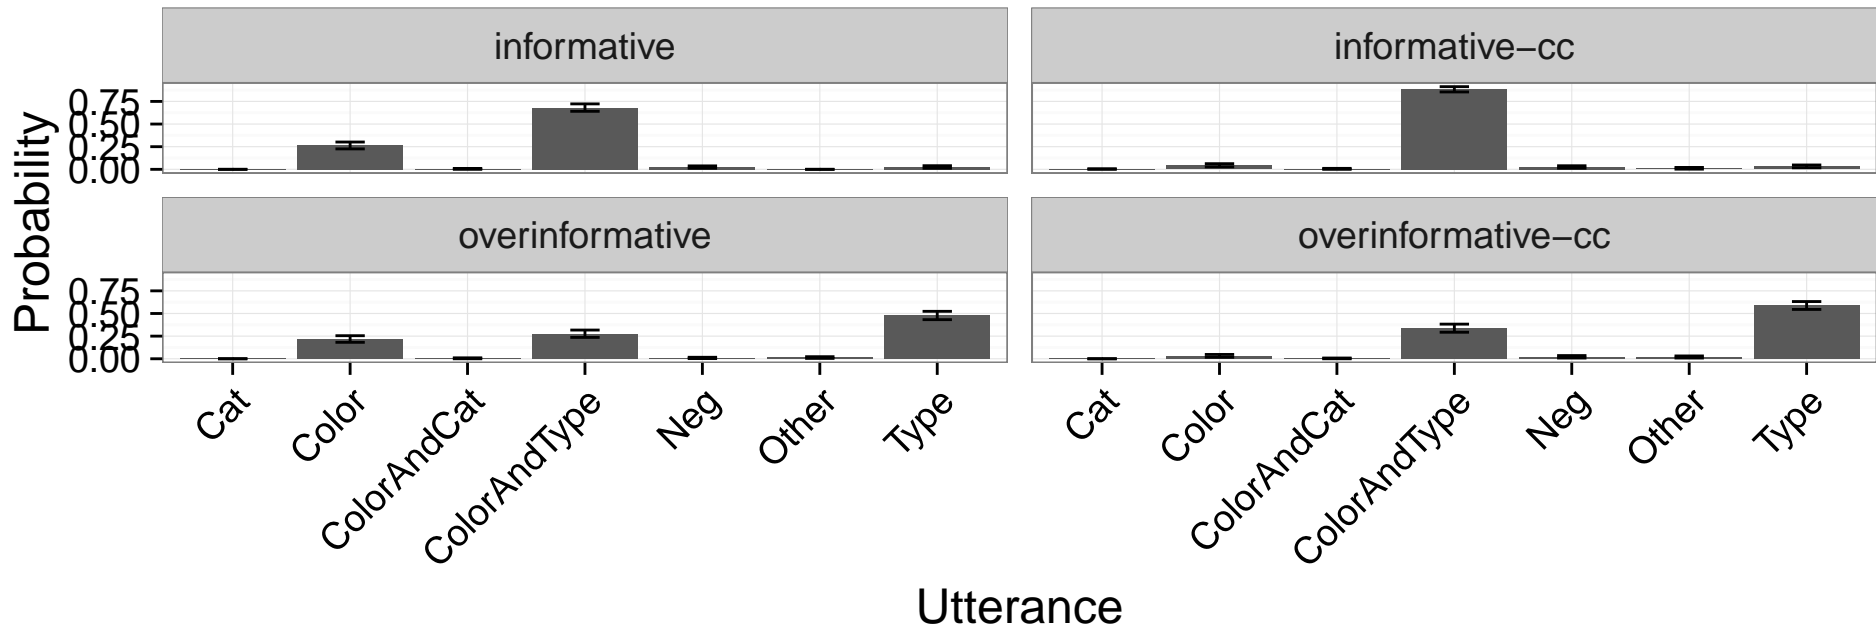 informative
informative−cc
0.75
0.50
0.25
0.00
overinformative
overinformative−cc
0.75
0.50
0.25
0.00
Probability
Cat
Color
ColorAndCat
ColorAndType
Neg
Other
Type
Cat
Color
ColorAndCat
ColorAndType
Neg
Other
Type
Utterance